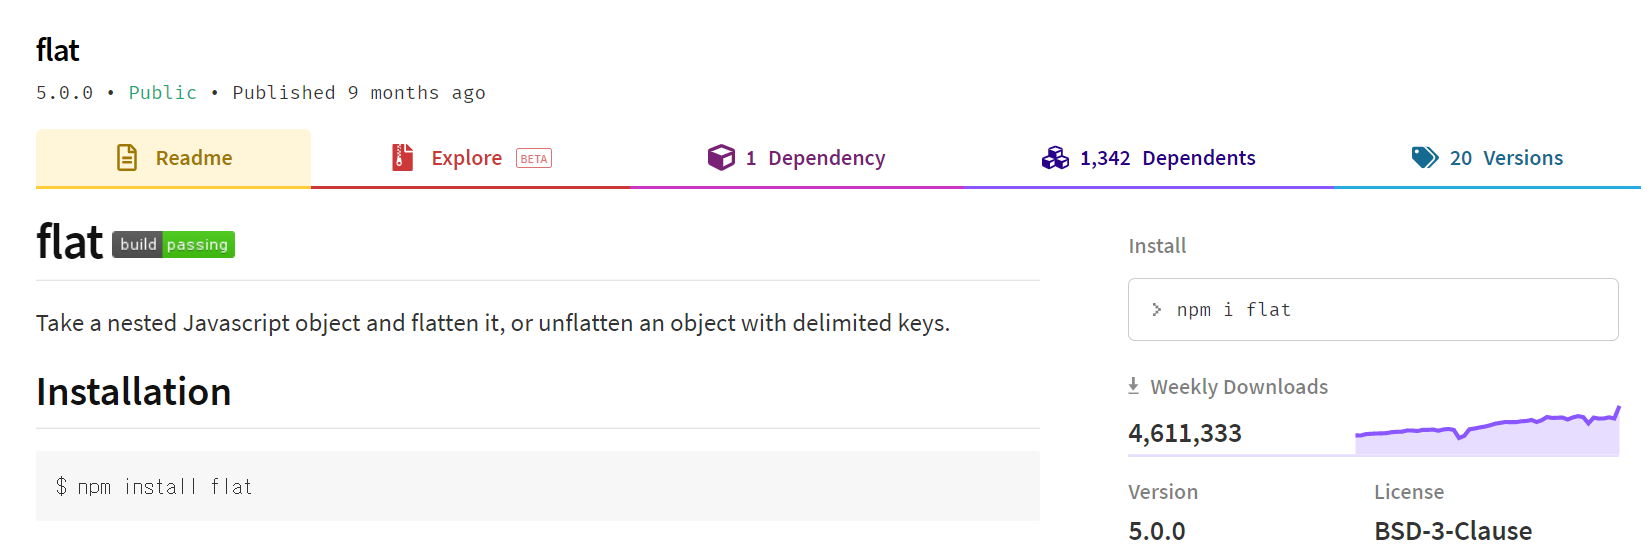 flat
5.0.0 • Public • Published 9 months ago
Readme
Explore BETA
1 Dependency
1,342 Dependents
20 Versions
flat build passing
Take a nested Javascript object and flatten it, or unflatten an object with delimited keys.
Installation
$ npm install flat
Install
> npm i flat
Weekly Downloads
4,611,333
Version
5.0.0
License
BSD-3-Clause